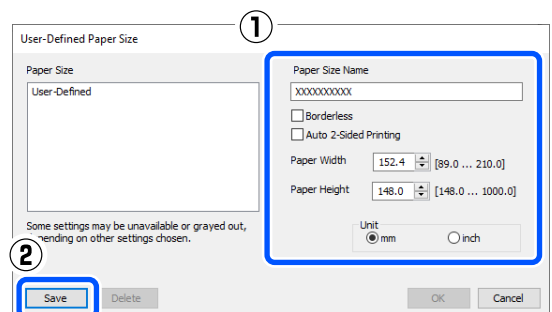 1
User-Defined Paper Size
Paper Size
User-Defined
Paper Size Name
XXXXXXXXXX
Borderless
Auto 2-Sided Printing
Paper Width 152.4 [89.0 ... 210.0]
Paper Height 148.0 [148.0 ... 1000.0]
Unit
mm inch
Some settings may be unavailable or grayed out,
depending on other settings chosen.
2
Save Delete OK Cancel